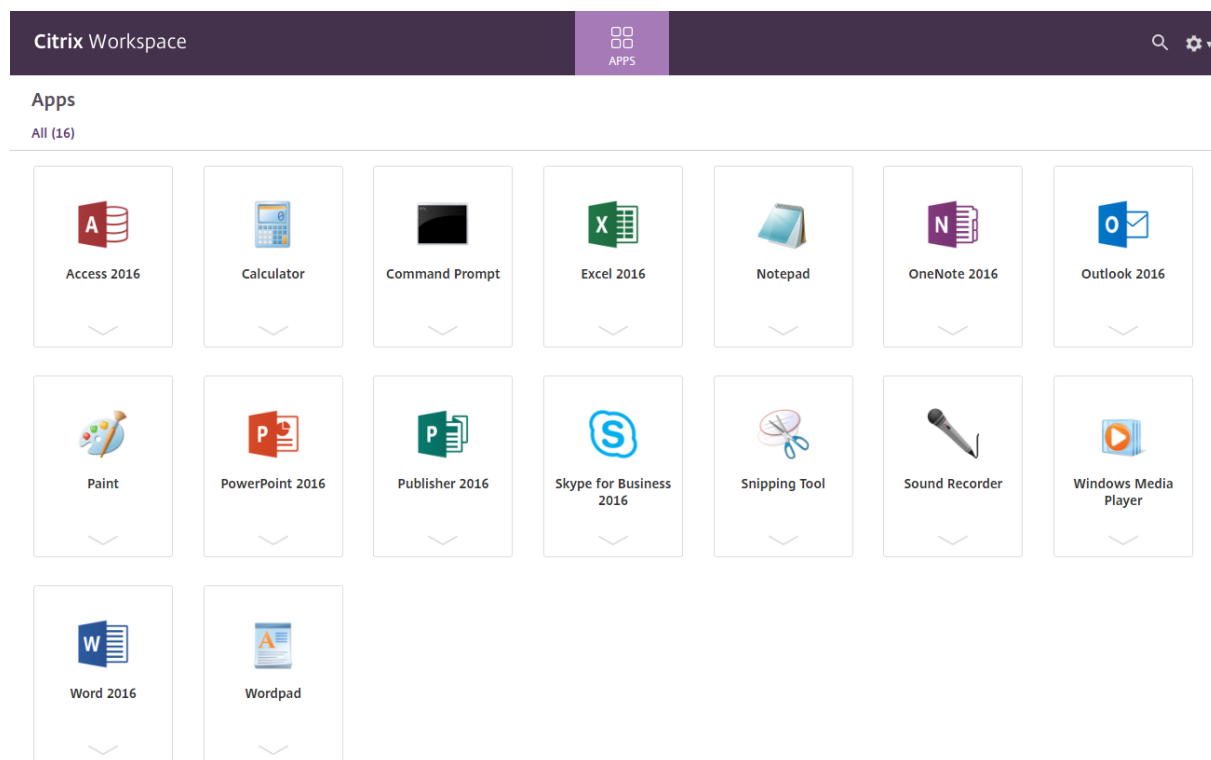 Citrix Workspace
APPS
Apps
All (16)
Access 2016
Calculator
Command Prompt
Excel 2016
Notepad
OneNote 2016
Outlook 2016
Paint
PowerPoint 2016
Publisher 2016
Skype for Business
2016
Snipping Tool
Sound Recorder
Windows Media
Player
Word 2016
Wordpad